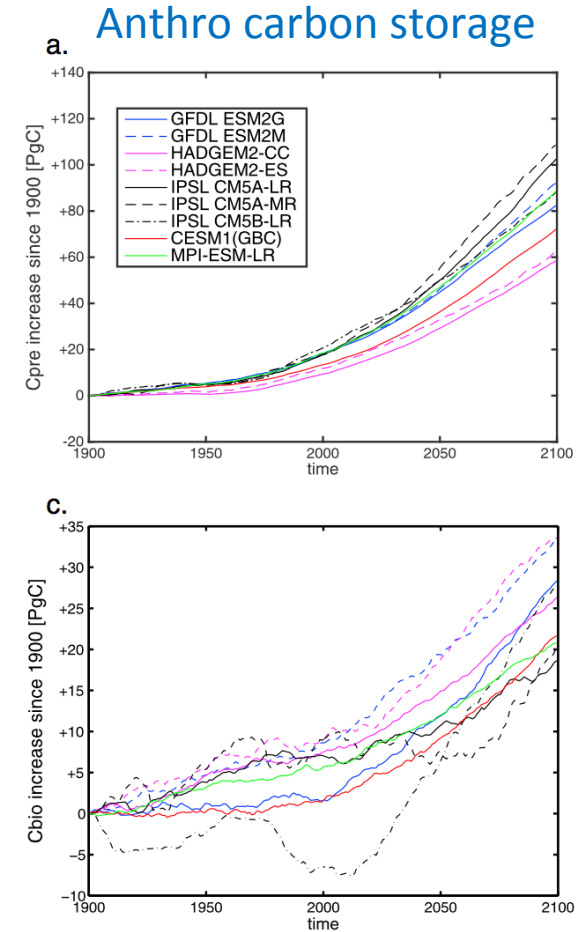 Anthro carbon storage
a.
Cpre increase since 1900 [PgC]
+140
+120
+100
+80
+60
+40
+20
0
-20
GFDL ESM2G
GFDL ESM2M
HADGEM2-CC
HADGEM2-ES
IPSL CM5A-LR
IPSL CM5A-MR
IPSL CM5B-LR
CESM1(GBC)
MPI-ESM-LR
1900 1950 2000 2050 2100
time
c.
Cbio increase since 1900 [PgC]
+35
+30
+25
+20
+15
+10
+5
0
−5
−10
1900 1950 2000 2050 2100
time